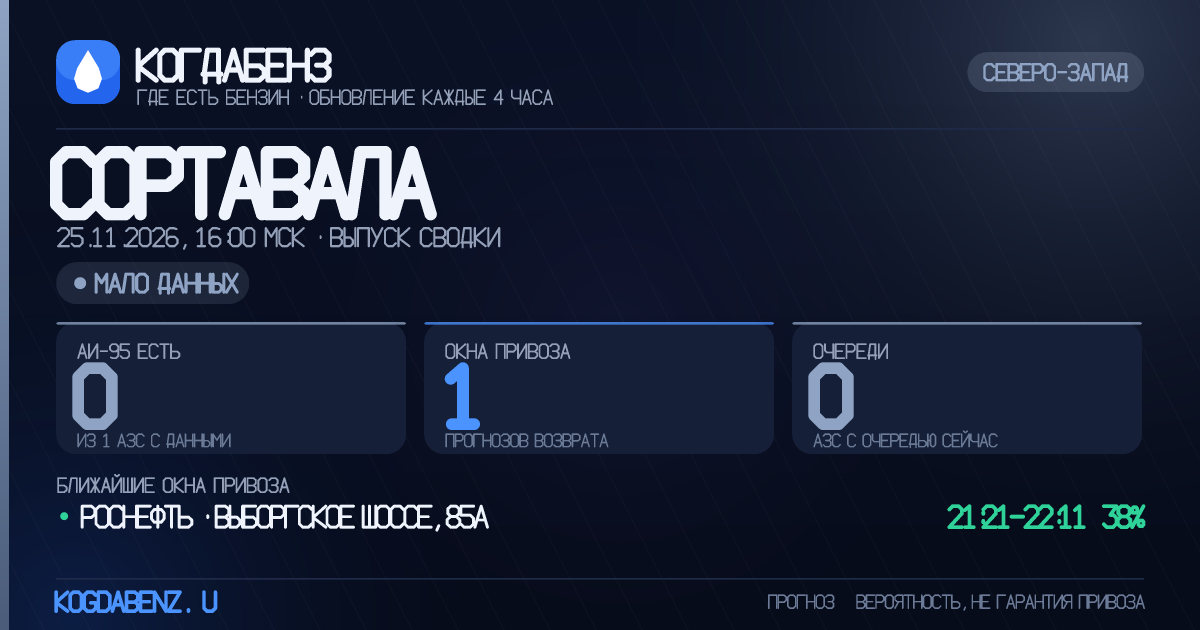 КОГДАБЕНЗ
ГДЕ ЕСТЬ БЕНЗИН · ОБНОВЛЕНИЕ КАЖДЫЕ 4 ЧАСА
СЕВЕРО-ЗАПАД
СОРТАВАЛА
25.11.2026, 16:00 МСК · ВЫПУСК СВОДКИ
МАЛО ДАННЫХ
АИ-95 ЕСТЬ
0
ИЗ 1 АЗС С ДАННЫМИ
ОКНА ПРИВОЗА
1
ПРОГНОЗОВ ВОЗВРАТА
ОЧЕРЕДИ
0
АЗС С ОЧЕРЕДЬЮ СЕЙЧАС
БЛИЖАЙШИЕ ОКНА ПРИВОЗА
• РОСНЕФТЬ · ВЫБОРГСКОЕ ШОССЕ, 85А
21:21–22:11 38%
KOGDABENZ. U
ПРОГНОЗ ВЕРОЯТНОСТЬ, НЕ ГАРАНТИЯ ПРИВОЗА